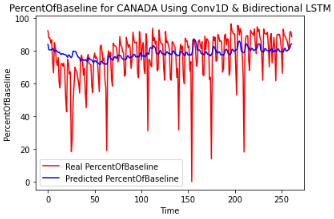 PercentOfBaseline for CANADA Using Conv1D & Bidirectional LSTM
PercentOfBaseline
100
80
60
40
20
0
Real PercentOfBaseline
Predicted PercentOfBaseline
0 50 100 150 200 250
Time